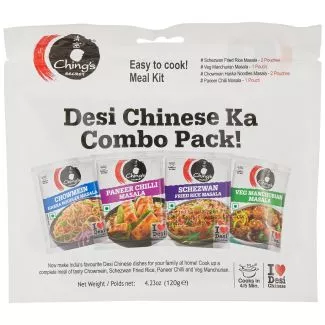 Ching's
SECRET
Easy to cook!
Meal Kit
# Schezwan Fried Rice Masala - 2 Pouches
# Veg Manchurian Masala - 1 Pouch
# Chowmein Hakka Noodles Masala - 2 Pouches
# Paneer Chilli Masala - 1 Pouch
Desi Chinese Ka
Combo Pack!
CHOWMEIN
HAKKA NOODLES MASALA
PANEER CHILLI
MASALA
SCHEZWAN
FRIED RICE MASALA
VEG MANCHURIAN
MASALA
Now make India's favourite Desi Chinese dishes for your family at home! Cook up a
complete meal of tasty Chowmein, Schezwan Fried Rice, Paneer Chilli and Veg Manchurian.
Net Weight / Poids net: 4.23oz (120g) e
Cooks in
4/5 Min.
I
Desi
Chinese